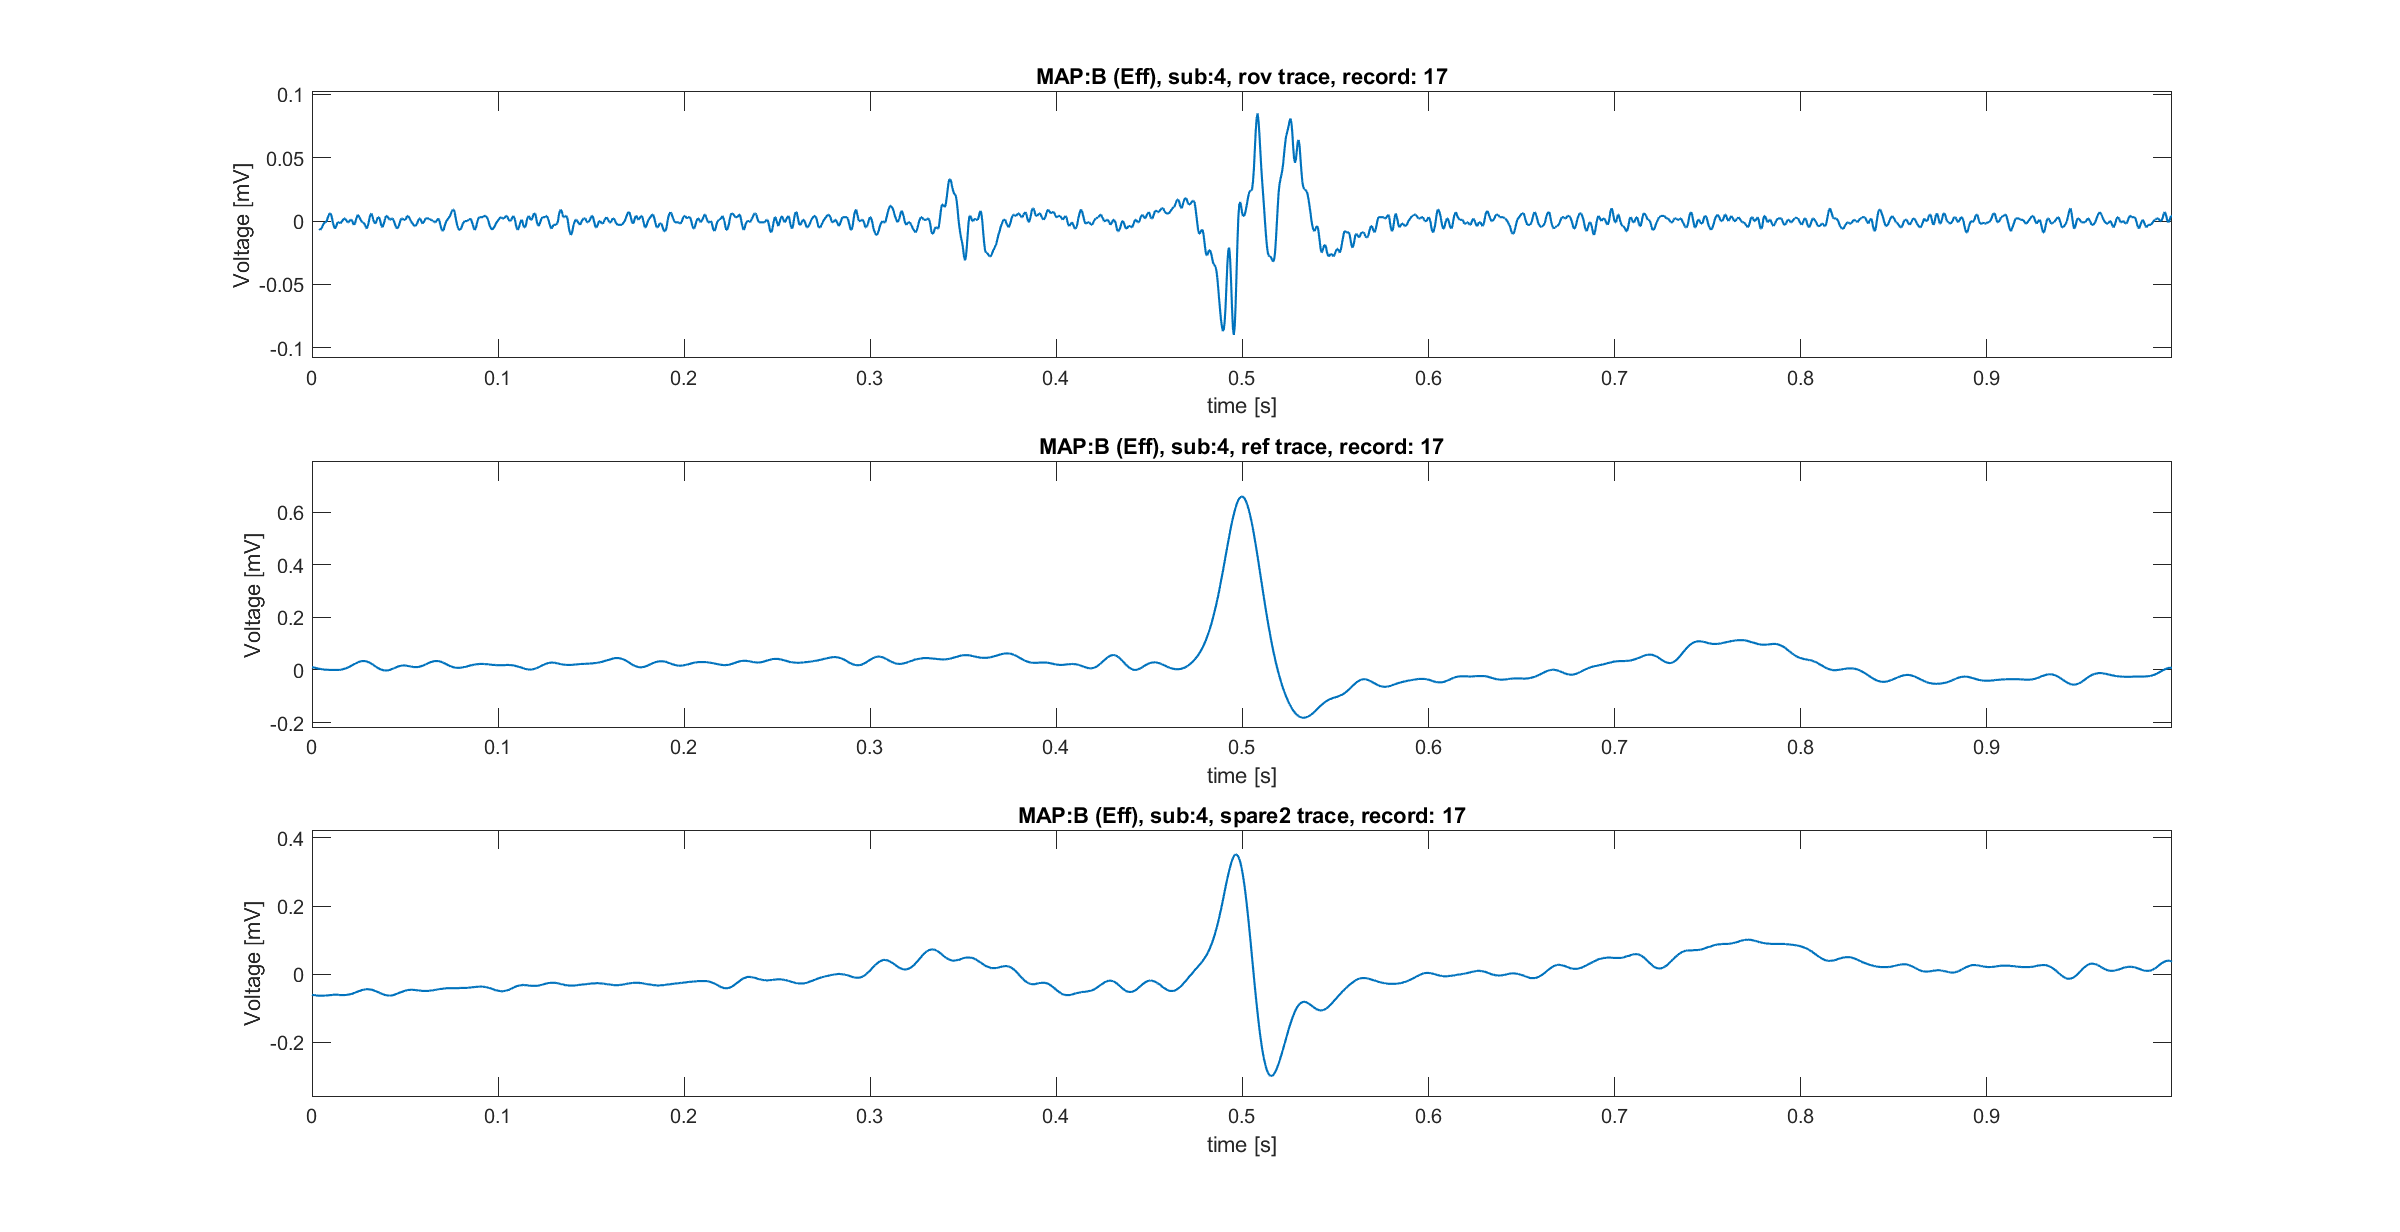 MAP:B (Eff), sub:4, rov trace, record: 17
Voltage [mV]
0.1
0.05
0
-0.05
-0.1
0 0.1 0.2 0.3 0.4 0.5 0.6 0.7 0.8 0.9
time [s]
MAP:B (Eff), sub:4, ref trace, record: 17
Voltage [mV]
0.6
0.4
0.2
0
-0.2
0 0.1 0.2 0.3 0.4 0.5 0.6 0.7 0.8 0.9
time [s]
MAP:B (Eff), sub:4, spare2 trace, record: 17
Voltage [mV]
0.4
0.2
0
-0.2
0 0.1 0.2 0.3 0.4 0.5 0.6 0.7 0.8 0.9
time [s]